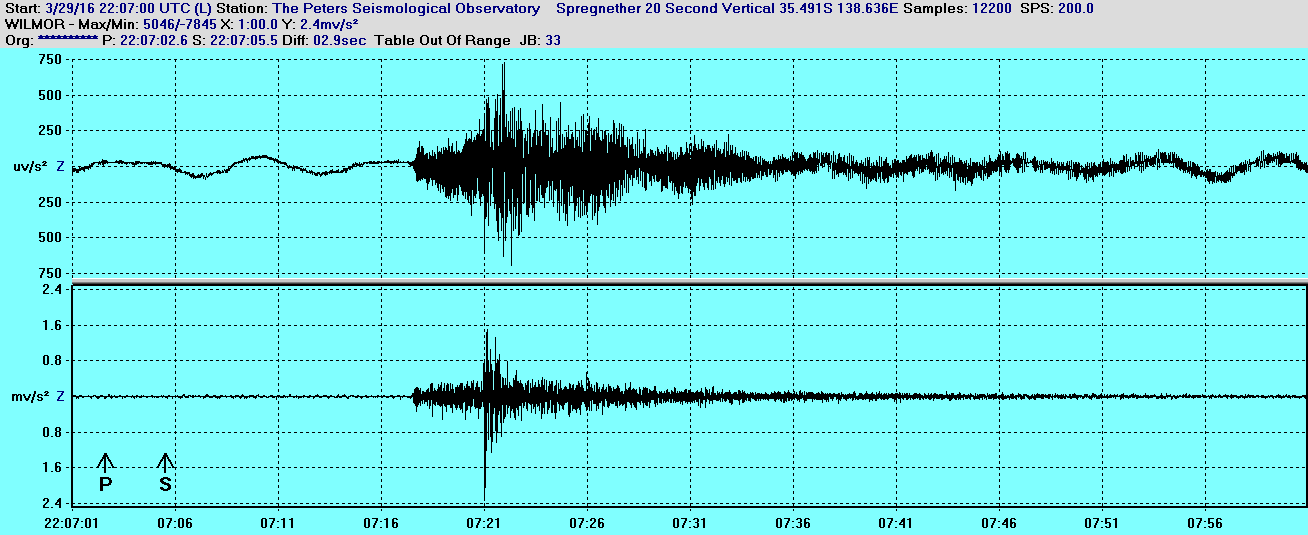 Start: 3/29/16 22:07:00 UTC (L) Station: The Peters Seismological Observatory Spregnether 20 Second Vertical 35.491S 138.636E Samples: 12200 SPS: 200.0
WILMOR - Max/Min: 5046/-7845 X: 1:00.0 Y: 2.4mv/s²
Org: ********** P: 22:07:02.6 S: 22:07:05.5 Diff: 02.9sec Table Out Of Range JB: 33
750
500
250
uv/s² Z
250
500
750
2.4
1.6
0.8
mv/s² Z
0.8
1.6
P S
2.4
22:07:01 07:06 07:11 07:16 07:21 07:26 07:31 07:36 07:41 07:46 07:51 07:56